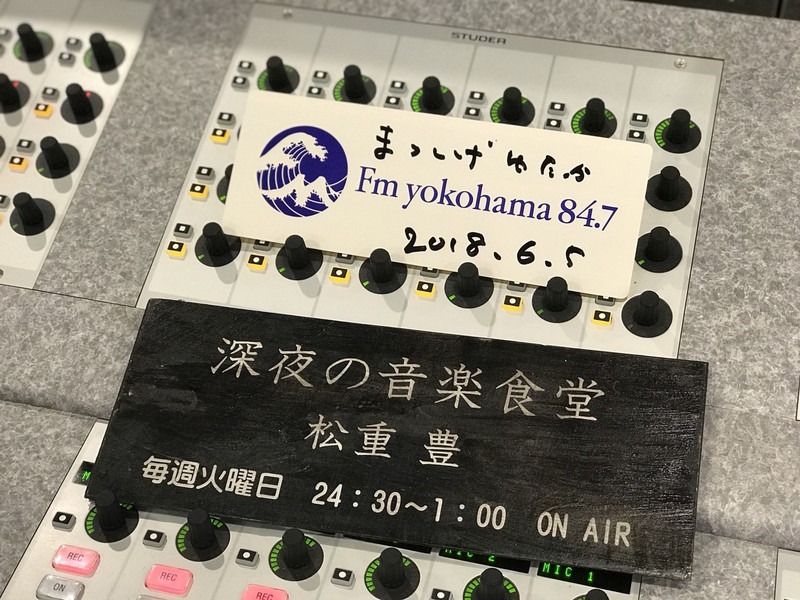 STUDER
まつしげゆたか
Fm yokohama 84.7
2018.6.5
深夜の音楽食堂
松重 豊
毎週火曜日 24:30～1:00 ON AIR
MIC 2 MIC 1
REC
REC
REC
ON